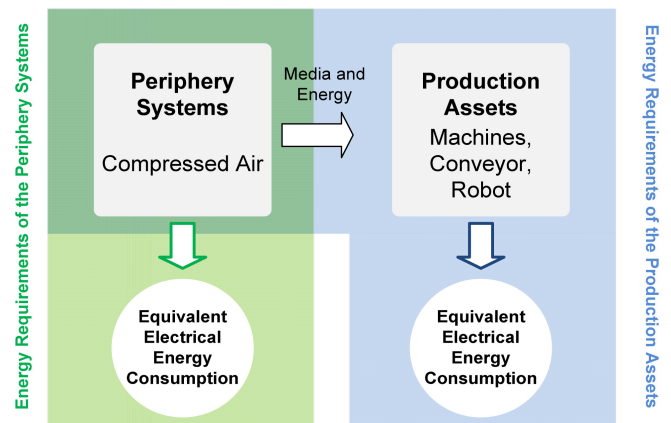 Energy Requirements of the Periphery Systems
Periphery
Systems
Compressed Air
Media and
Energy
Production
Assets
Machines,
Conveyor,
Robot
Energy Requirements of the Production Assets
Equivalent
Electrical
Energy
Consumption
Equivalent
Electrical
Energy
Consumption